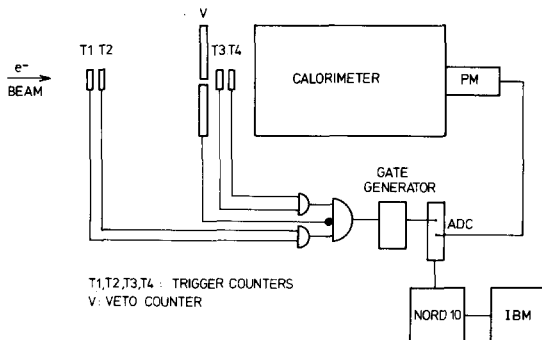 V
T1 T2
T3 T4
e⁻
BEAM
CALORIMETER
PM
GATE
GENERATOR
ADC
T1,T2,T3,T4 : TRIGGER COUNTERS
V : VETO COUNTER
NORD 10
IBM